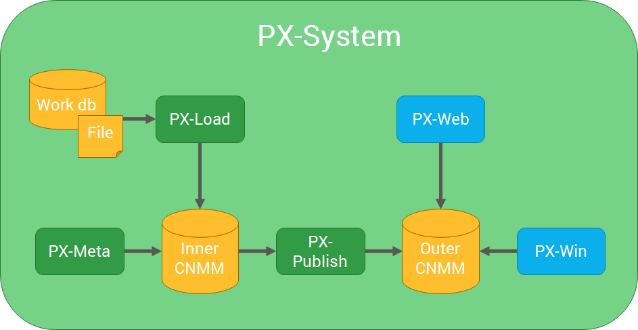 PX-System
Work db
File
PX-Load
PX-Web
PX-Meta
Inner
CNMM
PX-
Publish
Outer
CNMM
PX-Win